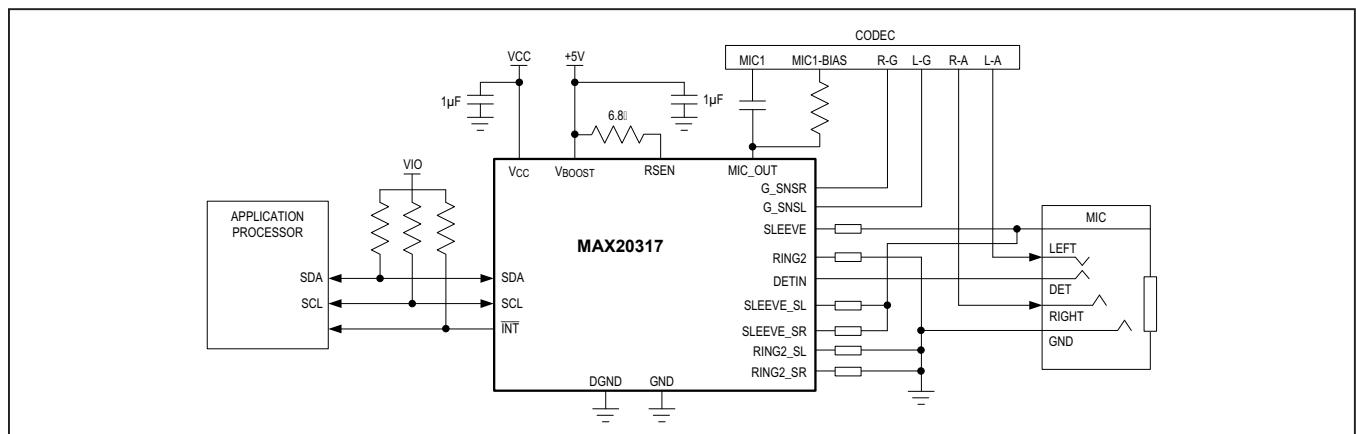 CODEC
MIC1 MIC1-BIAS R-G L-G R-A L-A
VCC
+5V
1µF
1µF
6.8▯
VIO
VCC VBOOST RSEN MIC_OUT
G_SNSR
G_SNSL
SLEEVE
RING2
DETIN
SLEEVE_SL
SLEEVE_SR
RING2_SL
RING2_SR
MAX20317
APPLICATION
PROCESSOR
SDA
SCL
SDA
SCL
INT
DGND GND
MIC
LEFT
DET
RIGHT
GND